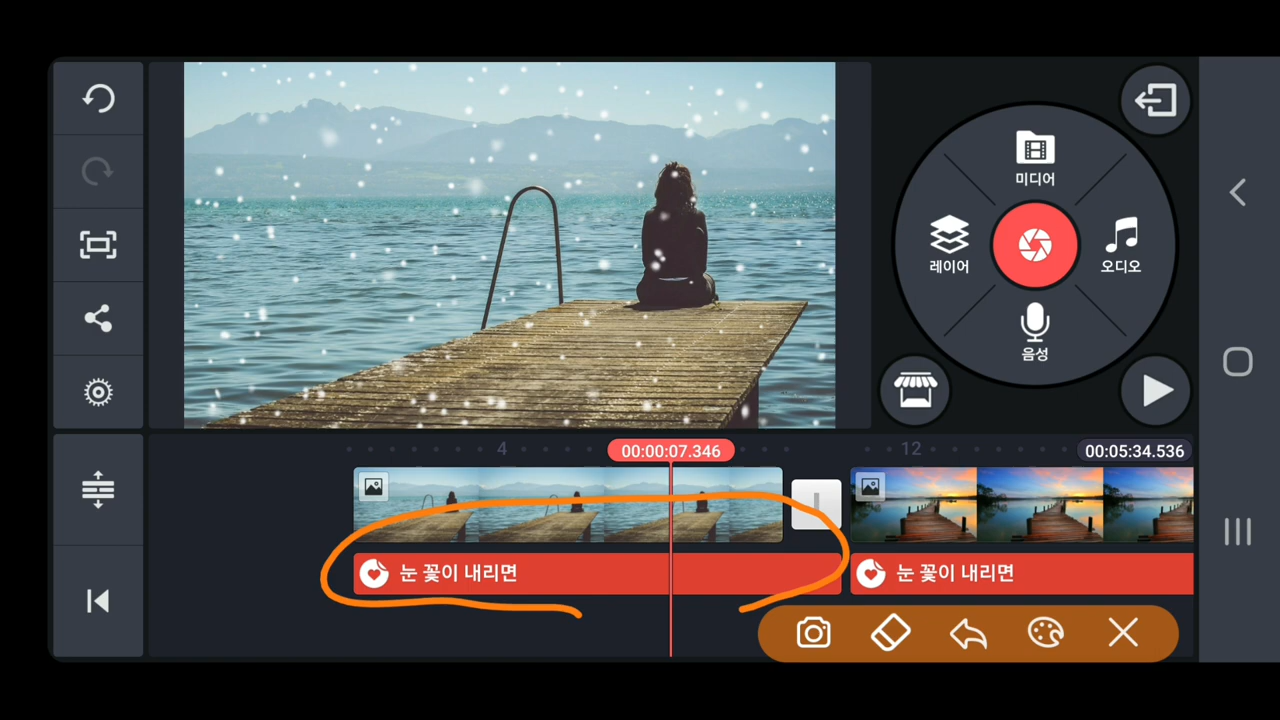 미디어
레이어
오디오
음성
4
00:00:07.346
12
00:05:34.536
눈 꽃이 내리면
눈 꽃이 내리면